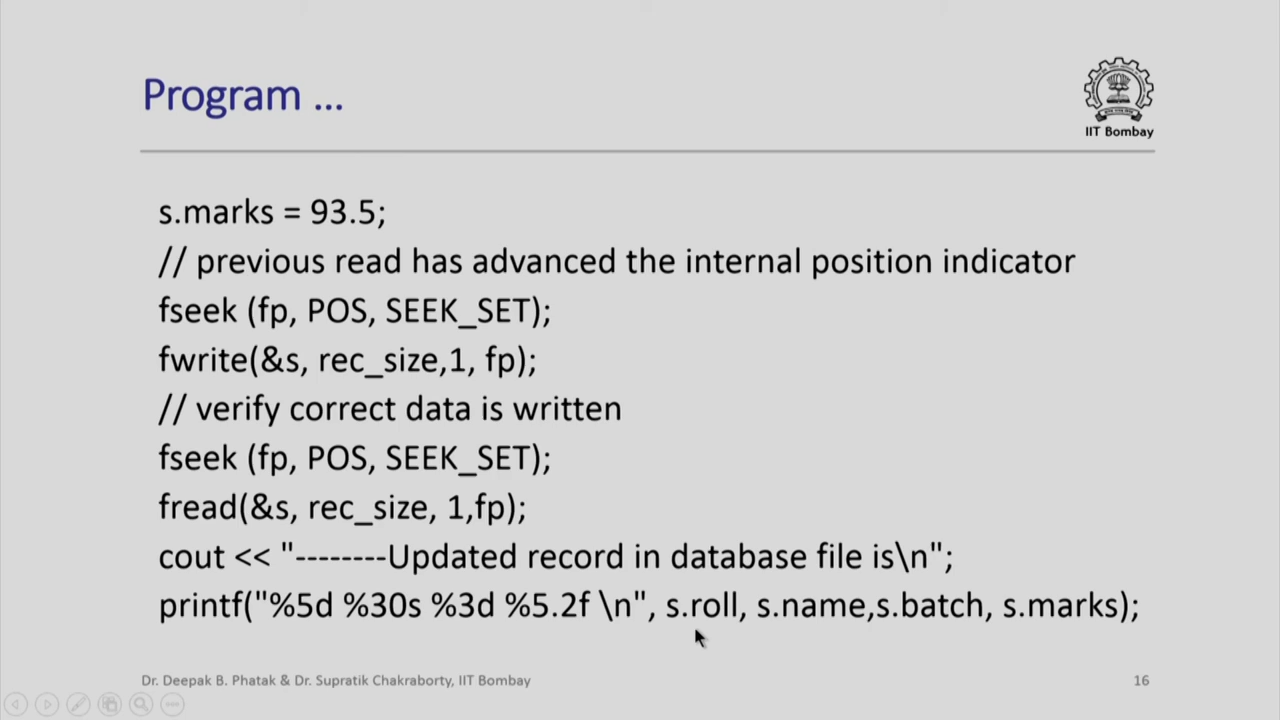 Program ...
IIT Bombay
s.marks = 93.5;
// previous read has advanced the internal position indicator
fseek (fp, POS, SEEK_SET);
fwrite(&s, rec_size,1, fp);
// verify correct data is written
fseek (fp, POS, SEEK_SET);
fread(&s, rec_size, 1,fp);
cout << "--------Updated record in database file is\n";
printf("%5d %30s %3d %5.2f \n", s.roll, s.name,s.batch, s.marks);
Dr. Deepak B. Phatak & Dr. Supratik Chakraborty, IIT Bombay
16